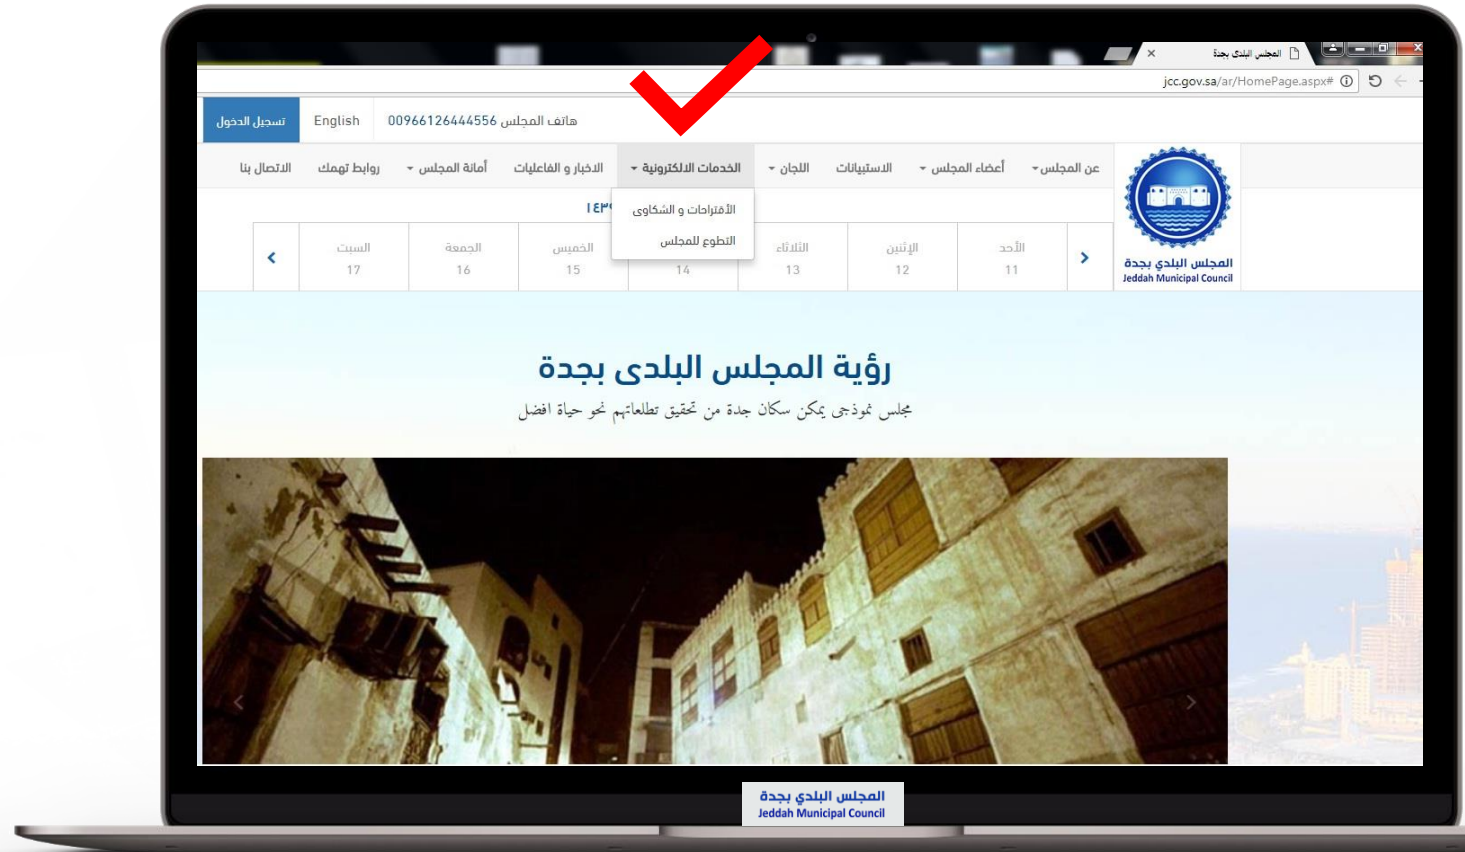 المجلس البلدى بجدة
jcc.gov.sa/ar/HomePage.aspx#
هاتف المجلس 00966126444556
English
تسجيل الدخول
عن المجلس
أعضاء المجلس
الاستبيانات
اللجان
الخدمات الالكترونية
الاخبار و الفاعليات
أمانة المجلس
روابط تهمك
الاتصال بنا
الأقتراحات و الشكاوى
التطوع للمجلس
الأحد
11
الإثنين
12
الثلاثاء
13
14
الخميس
15
الجمعة
16
السبت
17
المجلس البلدي بجدة
Jeddah Municipal Council
رؤية المجلس البلدى بجدة
مجلس نموذجى يمكن سكان جدة من تحقيق تطلعاتهم نحو حياة افضل
المجلس البلدي بجدة
Jeddah Municipal Council